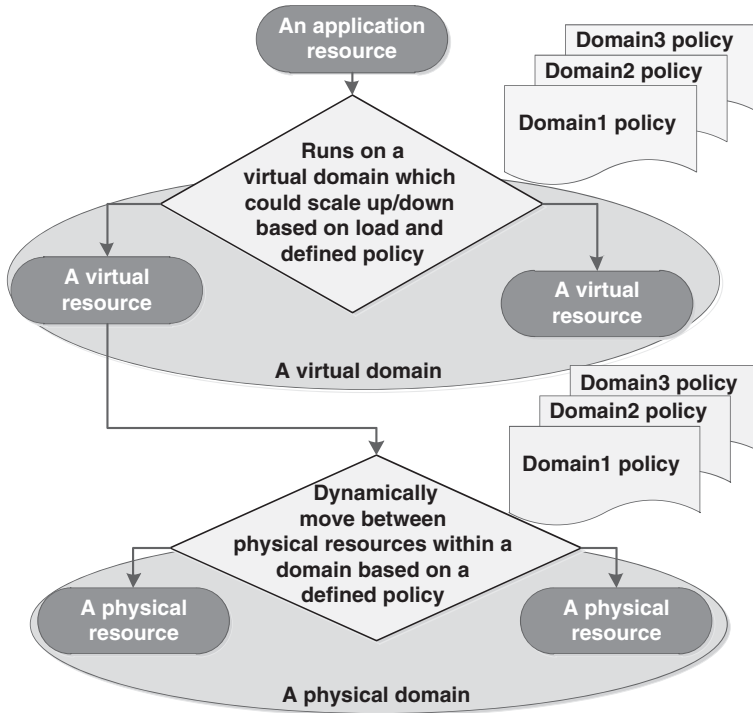 An application
resource
Domain3 policy
Domain2 policy
Domain1 policy
Runs on a
virtual domain which
could scale up/down
based on load and
defined policy
A virtual
resource
A virtual
resource
A virtual domain
Domain3 policy
Domain2 policy
Domain1 policy
Dynamically
move between
physical resources within a
domain based on a
defined policy
A physical
resource
A physical
resource
A physical domain